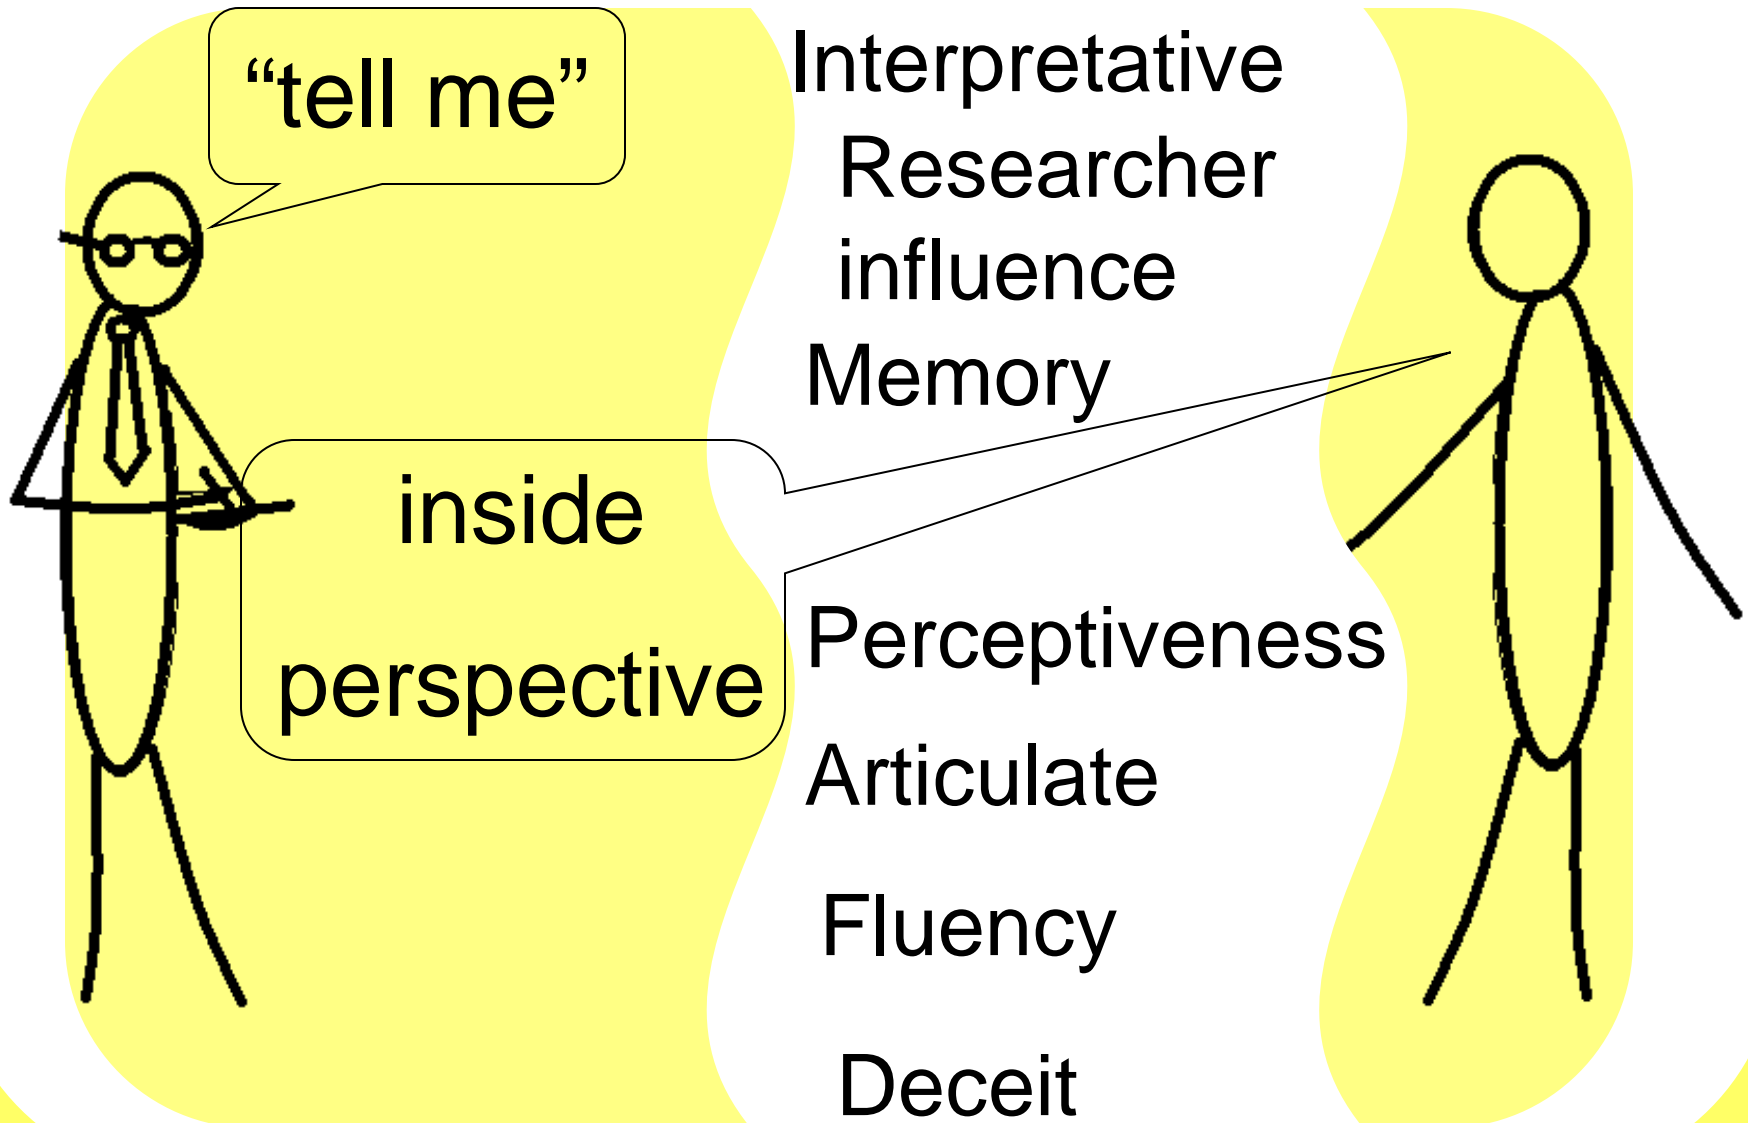 “tell me”
Interpretative
Researcher
influence
Memory
inside
perspective
Perceptiveness
Articulate
Fluency
Deceit